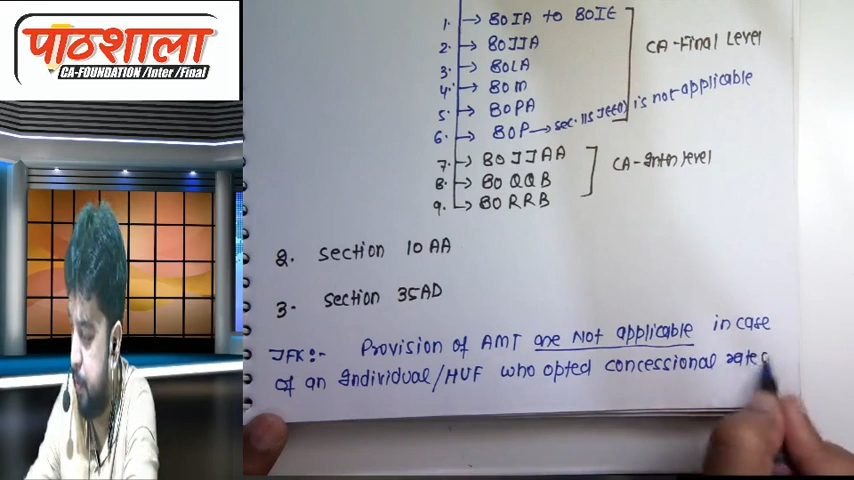 पाठशाला
CA-FOUNDATION /Inter /Final
1. → 80IA to 80IE
2. → 80JJA
3. → 80LA
4. → 80M
5. → 80PA
6. → 80P → sec. 115JEE(1) is not applicable
CA-Final Level
7. → 80JJAA
8. → 80QQB
9. → 80RRB
CA-Inter level
2. section 10AA
3. section 35AD
JFK:- Provision of AMT are Not applicable in case
of an Individual/HUF who opted concessional rates